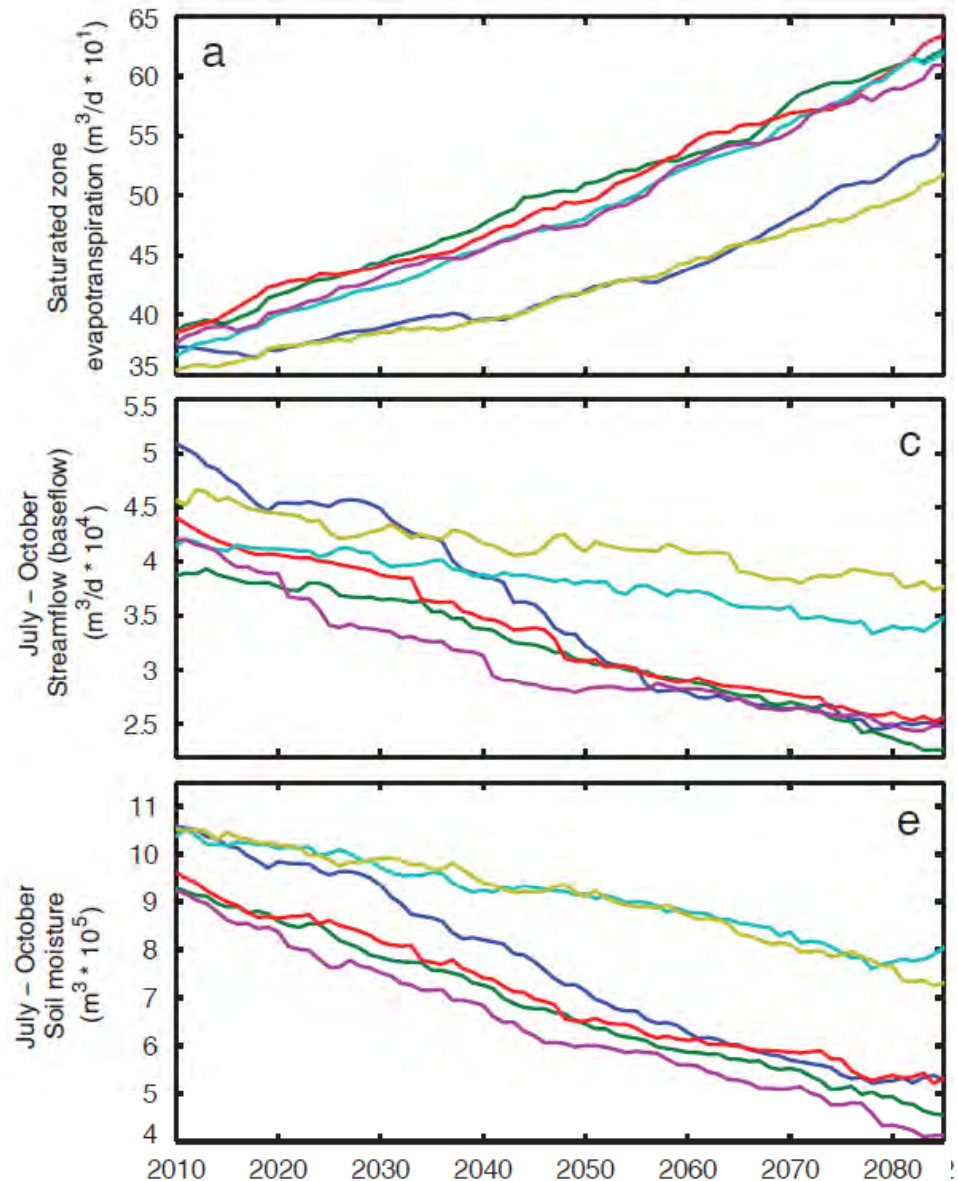 a
Saturated zone
evapotranspiration (m³/d * 10¹)
65
60
55
50
45
40
35
c
July – October
Streamflow (baseflow)
(m³/d * 10⁴)
5.5
5
4.5
4
3.5
3
2.5
e
July – October
Soil moisture
(m³ * 10⁵)
11
10
9
8
7
6
5
4
2010 2020 2030 2040 2050 2060 2070 2080